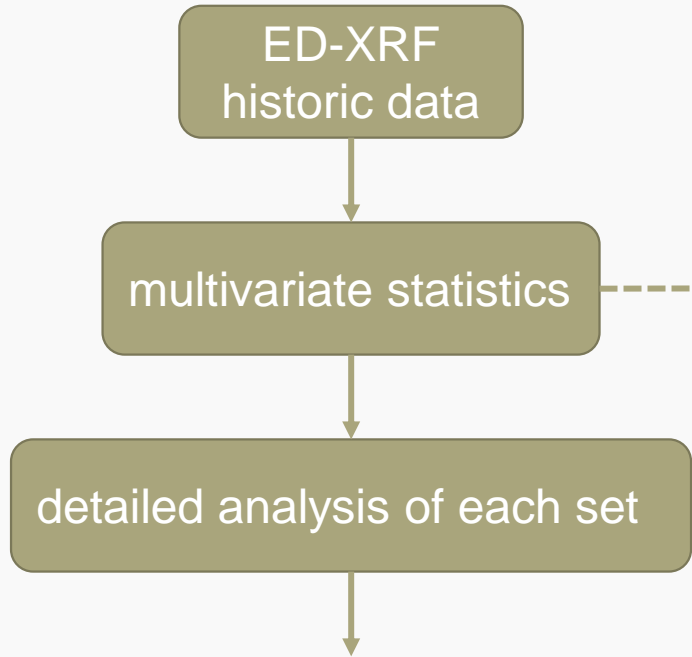 ED-XRF
historic data
multivariate statistics
detailed analysis of each set